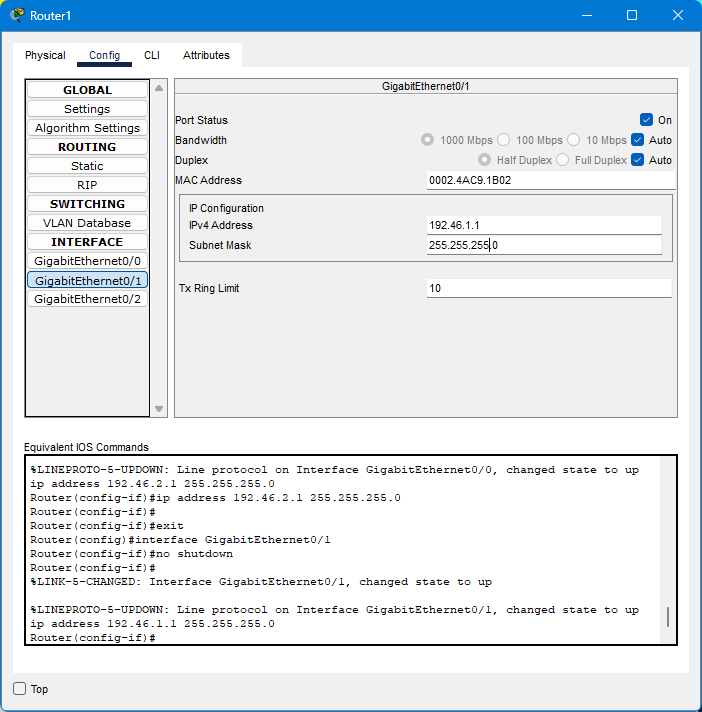 Router1
Physical Config CLI Attributes
GLOBAL
Settings
Algorithm Settings
ROUTING
Static
RIP
SWITCHING
VLAN Database
INTERFACE
GigabitEthernet0/0
GigabitEthernet0/1
GigabitEthernet0/2
GigabitEthernet0/1
Port Status On
Bandwidth 1000 Mbps 100 Mbps 10 Mbps Auto
Duplex Half Duplex Full Duplex Auto
MAC Address 0002.4AC9.1B02
IP Configuration
IPv4 Address 192.46.1.1
Subnet Mask 255.255.255.0
Tx Ring Limit 10
Equivalent IOS Commands
%LINEPROTO-5-UPDOWN: Line protocol on Interface GigabitEthernet0/0, changed state to up
ip address 192.46.2.1 255.255.255.0
Router(config-if)#ip address 192.46.2.1 255.255.255.0
Router(config-if)#
Router(config-if)#exit
Router(config)#interface GigabitEthernet0/1
Router(config-if)#no shutdown
Router(config-if)#
%LINK-5-CHANGED: Interface GigabitEthernet0/1, changed state to up
%LINEPROTO-5-UPDOWN: Line protocol on Interface GigabitEthernet0/1, changed state to up
ip address 192.46.1.1 255.255.255.0
Router(config-if)#
Top